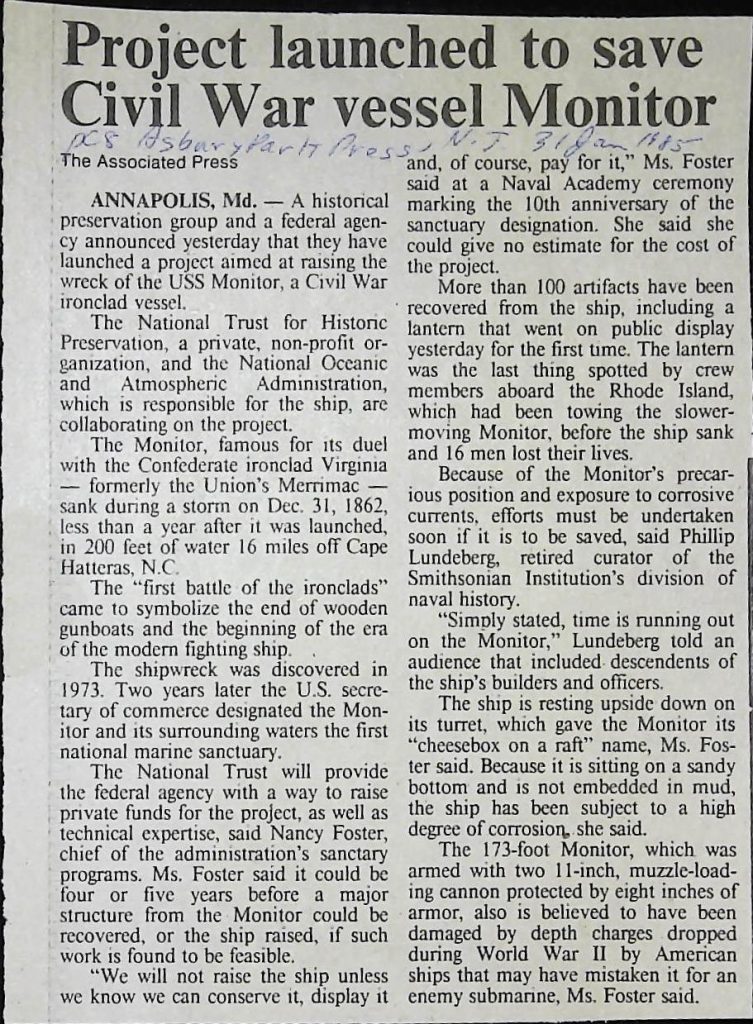 Project launched to save
Civil War vessel Monitor
pcs Asbury Park Press, N.J. 31 Jan 1985
The Associated Press
ANNAPOLIS, Md. — A historical
preservation group and a federal agen-
cy announced yesterday that they have
launched a project aimed at raising the
wreck of the USS Monitor, a Civil War
ironclad vessel.
The National Trust for Historic
Preservation, a private, non-profit or-
ganization, and the National Oceanic
and Atmospheric Administration,
which is responsible for the ship, are
collaborating on the project.
The Monitor, famous for its duel
with the Confederate ironclad Virginia
— formerly the Union's Merrimac —
sank during a storm on Dec. 31, 1862,
less than a year after it was launched,
in 200 feet of water 16 miles off Cape
Hatteras, N.C.
The "first battle of the ironclads"
came to symbolize the end of wooden
gunboats and the beginning of the era
of the modern fighting ship.
The shipwreck was discovered in
1973. Two years later the U.S. secre-
tary of commerce designated the Mon-
itor and its surrounding waters the first
national marine sanctuary.
The National Trust will provide
the federal agency with a way to raise
private funds for the project, as well as
technical expertise, said Nancy Foster,
chief of the administration's sanctary
programs. Ms. Foster said it could be
four or five years before a major
structure from the Monitor could be
recovered, or the ship raised, if such
work is found to be feasible.
"We will not raise the ship unless
we know we can conserve it, display it
and, of course, pay for it," Ms. Foster
said at a Naval Academy ceremony
marking the 10th anniversary of the
sanctuary designation. She said she
could give no estimate for the cost of
the project.
More than 100 artifacts have been
recovered from the ship, including a
lantern that went on public display
yesterday for the first time. The lantern
was the last thing spotted by crew
members aboard the Rhode Island,
which had been towing the slower-
moving Monitor, before the ship sank
and 16 men lost their lives.
Because of the Monitor's precar-
ious position and exposure to corrosive
currents, efforts must be undertaken
soon if it is to be saved, said Phillip
Lundeberg, retired curator of the
Smithsonian Institution's division of
naval history.
"Simply stated, time is running out
on the Monitor," Lundeberg told an
audience that included descendents of
the ship's builders and officers.
The ship is resting upside down on
its turret, which gave the Monitor its
"cheesebox on a raft" name, Ms. Fos-
ter said. Because it is sitting on a sandy
bottom and is not embedded in mud,
the ship has been subject to a high
degree of corrosion, she said.
The 173-foot Monitor, which was
armed with two 11-inch, muzzle-load-
ing cannon protected by eight inches of
armor, also is believed to have been
damaged by depth charges dropped
during World War II by American
ships that may have mistaken it for an
enemy submarine, Ms. Foster said.